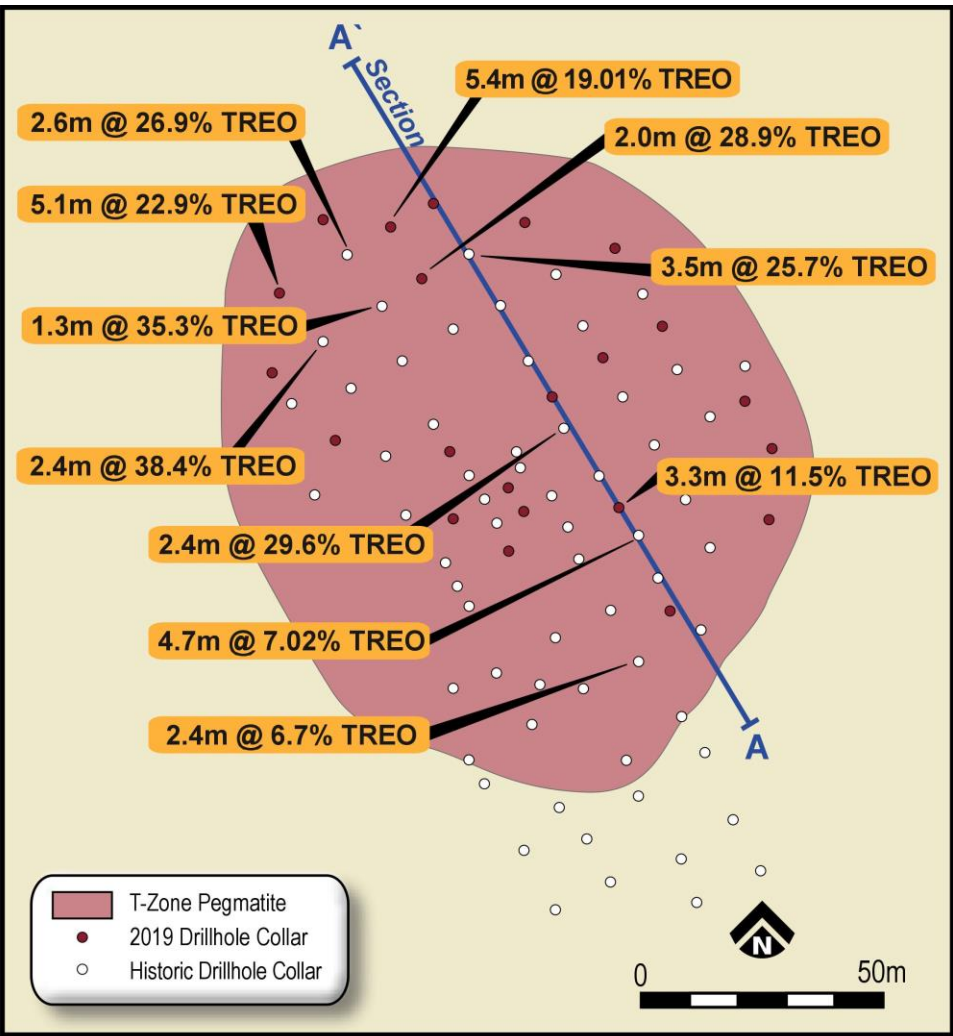 A`
Section
5.4m @ 19.01% TREO
2.6m @ 26.9% TREO
2.0m @ 28.9% TREO
5.1m @ 22.9% TREO
3.5m @ 25.7% TREO
1.3m @ 35.3% TREO
2.4m @ 38.4% TREO
3.3m @ 11.5% TREO
2.4m @ 29.6% TREO
4.7m @ 7.02% TREO
2.4m @ 6.7% TREO
A
T-Zone Pegmatite
2019 Drillhole Collar
Historic Drillhole Collar
N
0 50m